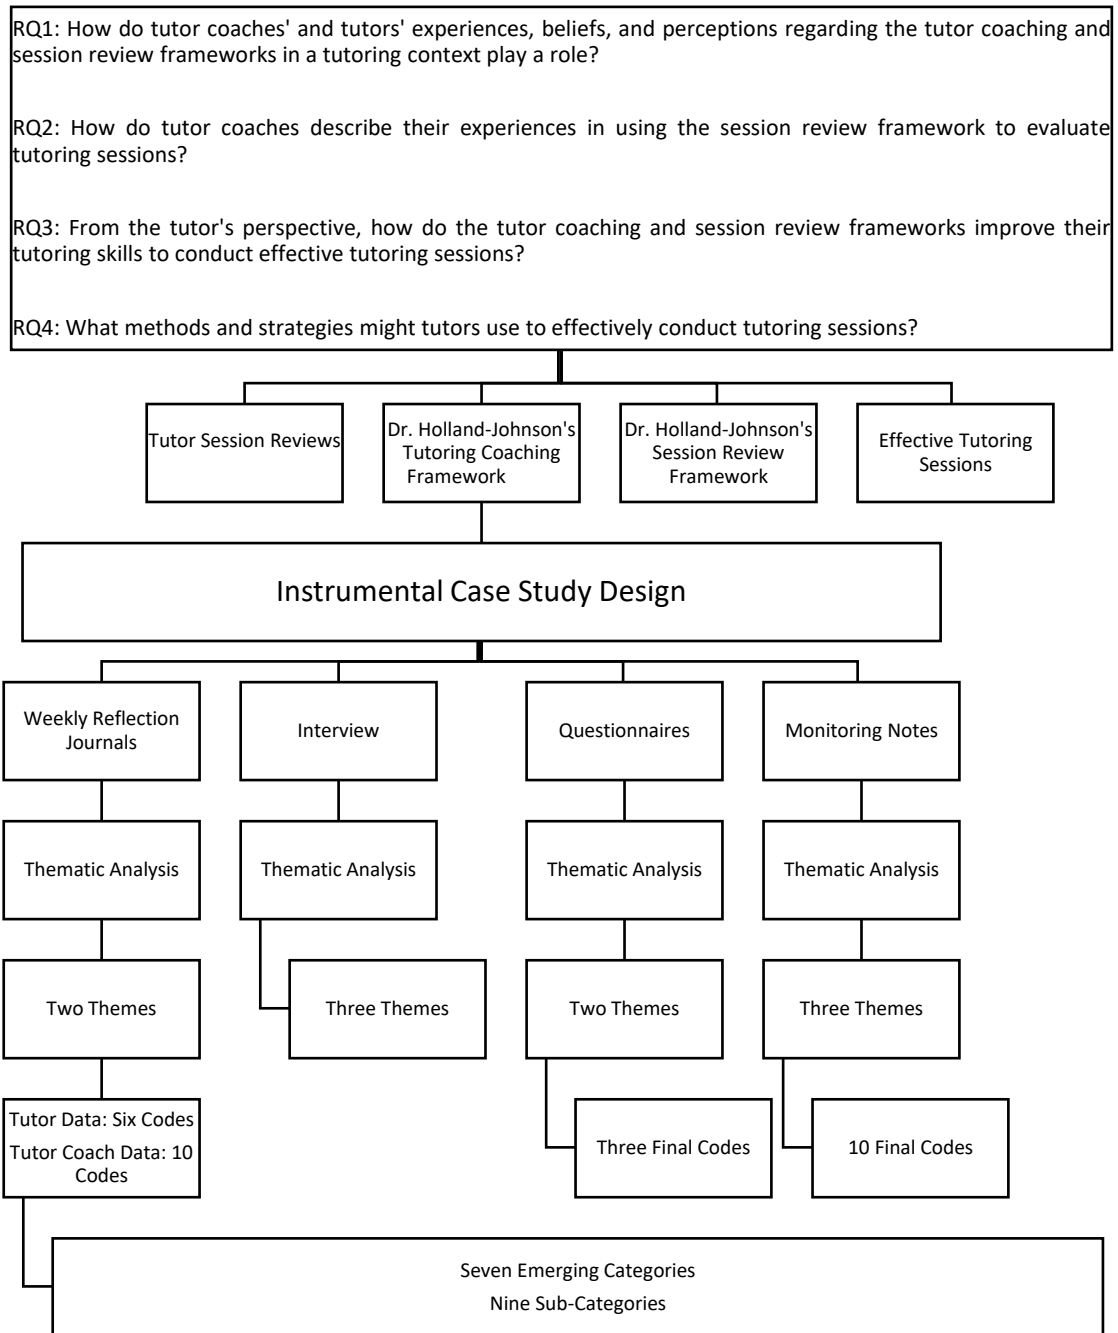 RQ1: How do tutor coaches' and tutors' experiences, beliefs, and perceptions regarding the tutor coaching and
session review frameworks in a tutoring context play a role?
RQ2: How do tutor coaches describe their experiences in using the session review framework to evaluate
tutoring sessions?
RQ3: From the tutor's perspective, how do the tutor coaching and session review frameworks improve their
tutoring skills to conduct effective tutoring sessions?
RQ4: What methods and strategies might tutors use to effectively conduct tutoring sessions?
Tutor Session Reviews
Dr. Holland-Johnson's
Tutoring Coaching
Framework
Dr. Holland-Johnson's
Session Review
Framework
Effective Tutoring
Sessions
Instrumental Case Study Design
Weekly Reflection
Journals
Interview
Questionnaires
Monitoring Notes
Thematic Analysis
Thematic Analysis
Thematic Analysis
Thematic Analysis
Two Themes
Three Themes
Two Themes
Three Themes
Tutor Data: Six Codes
Tutor Coach Data: 10
Codes
Three Final Codes
10 Final Codes
Seven Emerging Categories
Nine Sub-Categories